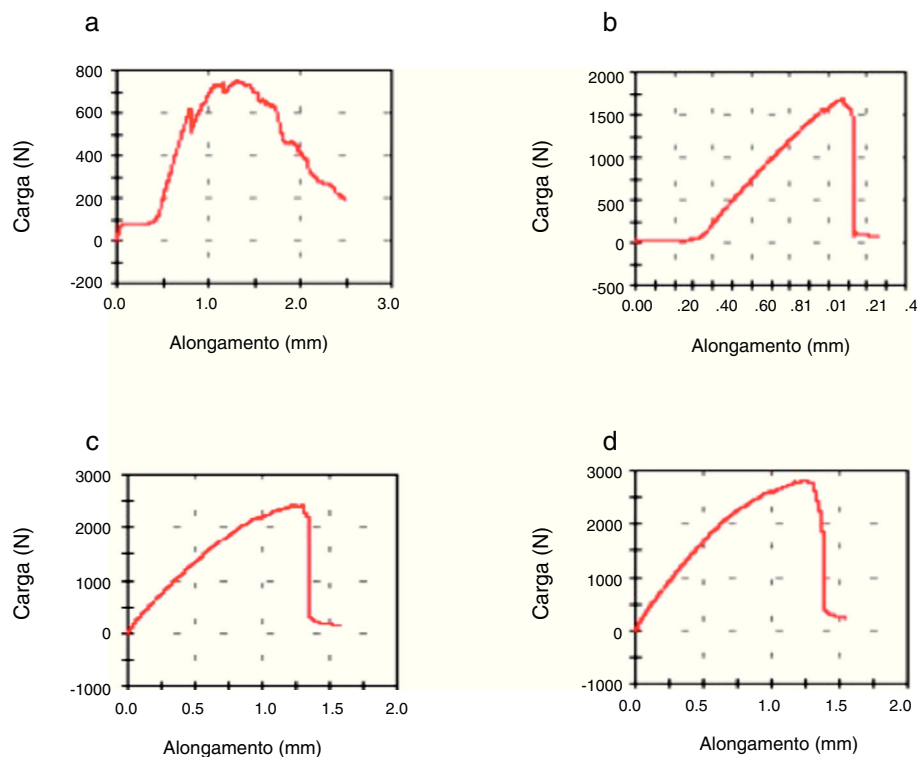 a
800
600
400
200
0
-200
Carga (N)
0.0 1.0 2.0 3.0
Alongamento (mm)
b
2000
1500
1000
500
0
-500
Carga (N)
0.00 .20 .40 .60 .81 .01 .21 .4
Alongamento (mm)
c
3000
2000
1000
0
-1000
Carga (N)
0.0 0.5 1.0 1.5 2.0
Alongamento (mm)
d
3000
2000
1000
0
-1000
Carga (N)
0.0 0.5 1.0 1.5 2.0
Alongamento (mm)